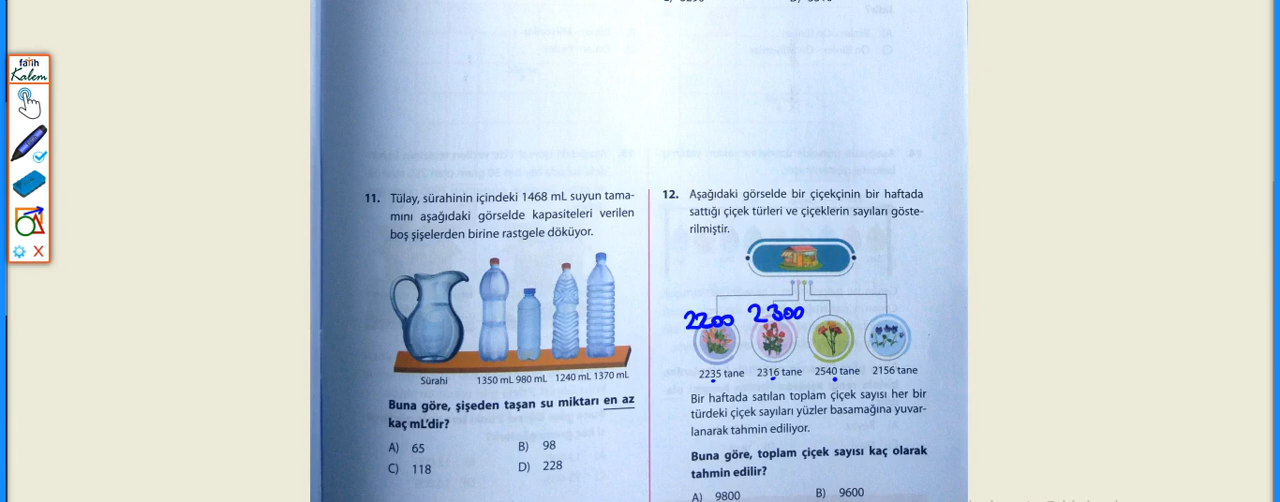 fatih
Kalem
11. Tülay, sürahinin içindeki 1468 mL suyun tama-
mını aşağıdaki görselde kapasiteleri verilen
boş şişelerden birine rastgele döküyor.
Sürahi 1350 mL 980 mL 1240 mL 1370 mL
Buna göre, şişeden taşan su miktarı en az
kaç mL'dir?
A) 65 B) 98
C) 118 D) 228
12. Aşağıdaki görselde bir çiçekçinin bir haftada
sattığı çiçek türleri ve çiçeklerin sayıları göste-
rilmiştir.
2200 2300
2235 tane 2316 tane 2540 tane 2156 tane
Bir haftada satılan toplam çiçek sayısı her bir
türdeki çiçek sayıları yüzler basamağına yuvar-
lanarak tahmin ediliyor.
Buna göre, toplam çiçek sayısı kaç olarak
tahmin edilir?
A) 9800 B) 9600